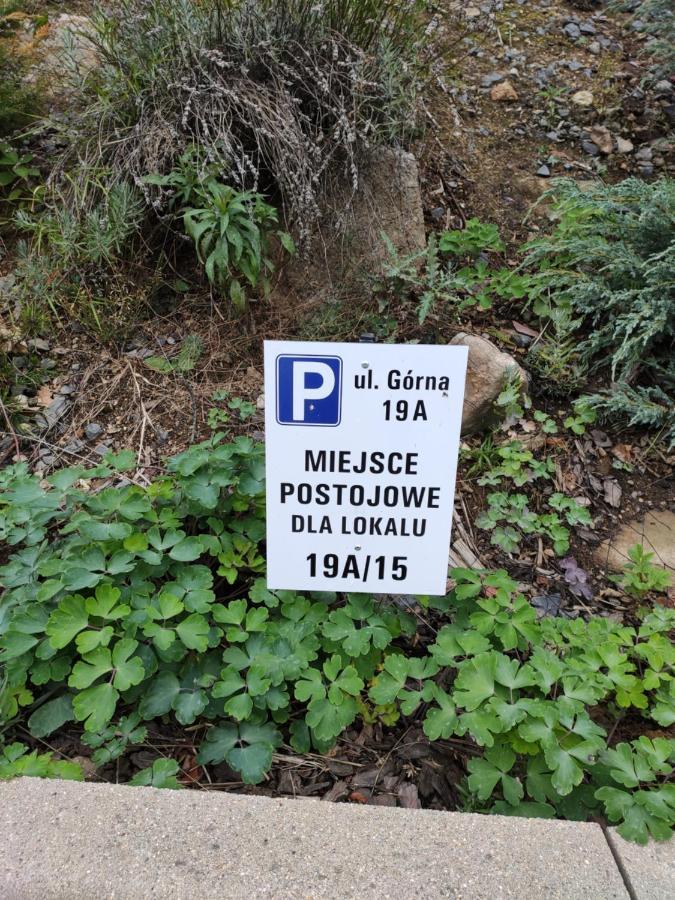 P ul. Górna
19A
MIEJSCE
POSTOJOWE
DLA LOKALU
19A/15